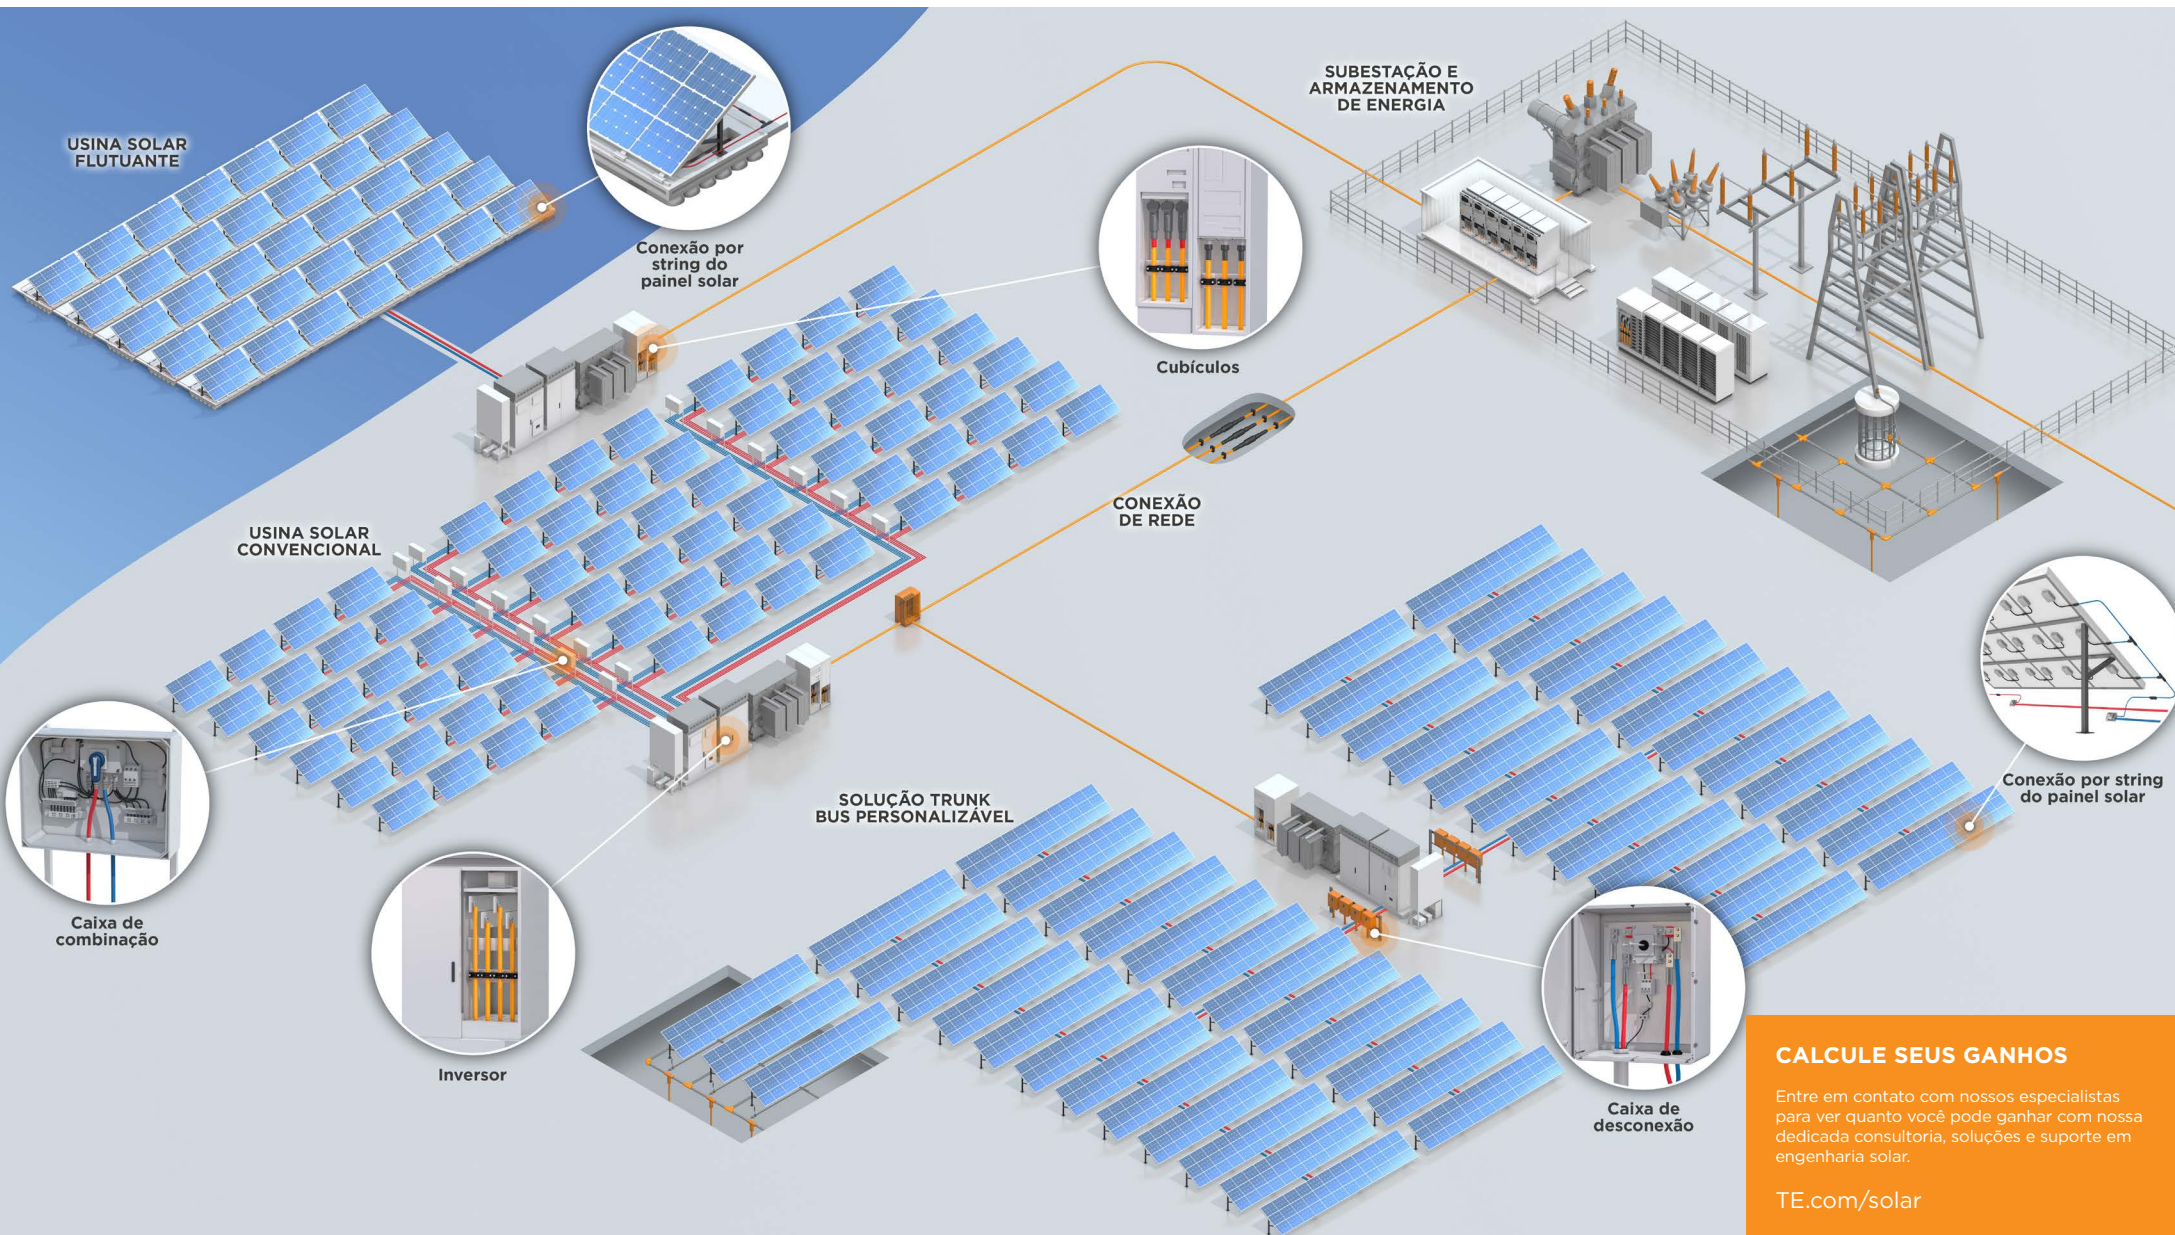 SUBESTAÇÃO E
ARMAZENAMENTO
DE ENERGIA
USINA SOLAR
FLUTUANTE
Conexão por
string do
painel solar
Cubículos
CONEXÃO
DE REDE
USINA SOLAR
CONVENCIONAL
Conexão por string
do painel solar
SOLUÇÃO TRUNK
BUS PERSONALIZÁVEL
Caixa de
combinação
Inversor
Caixa de
desconexão
CALCULE SEUS GANHOS
Entre em contato com nossos especialistas
para ver quanto você pode ganhar com nossa
dedicada consultoria, soluções e suporte em
engenharia solar.
TE.com/solar